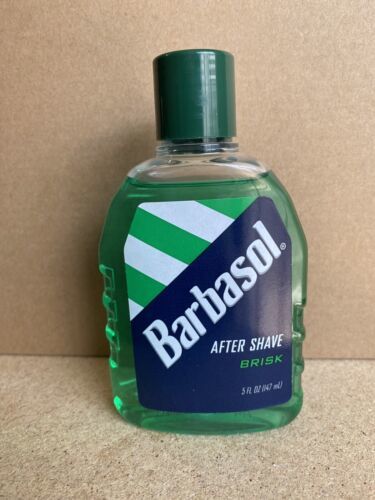 Barbasol®
AFTER SHAVE
BRISK
5 FL OZ (147 mL)